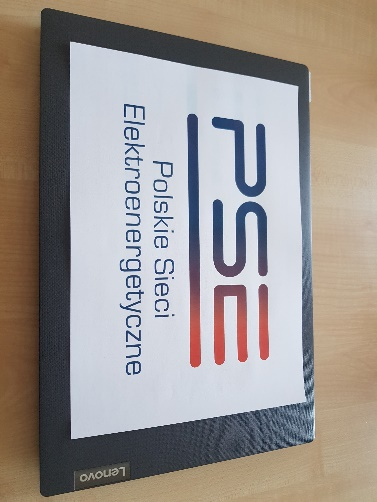 PSE
Polskie Sieci
Elektroenergetyczne
Lenovo